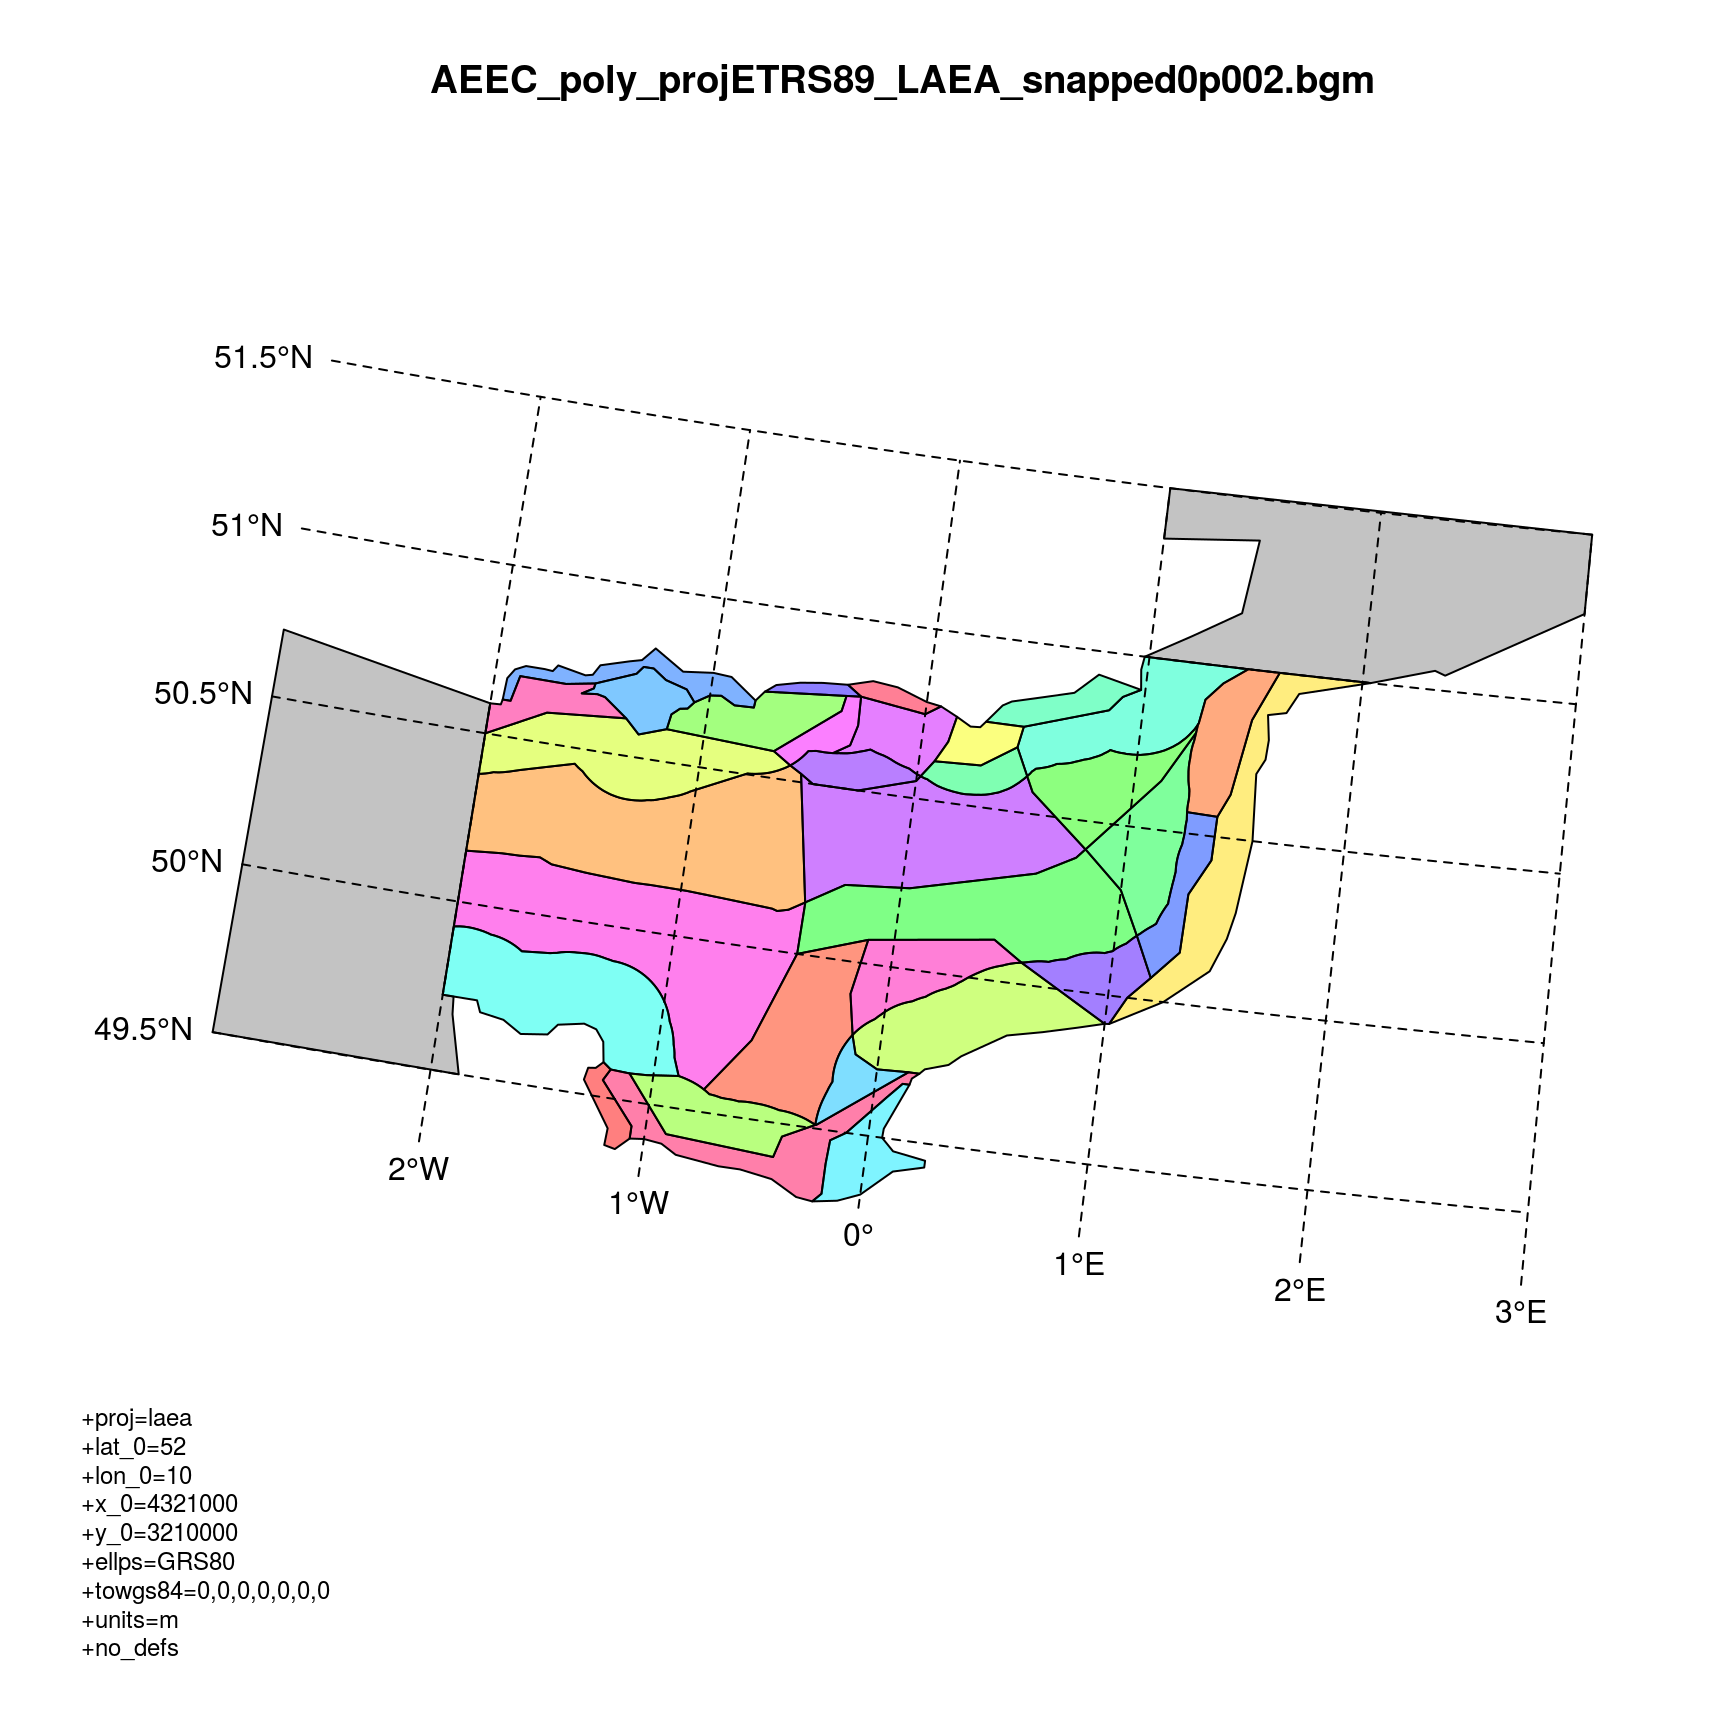 AEEC_poly_projETRS89_LAEA_snapped0p002.bgm
51.5°N
51°N
50.5°N
50°N
49.5°N
2°W
1°W
0°
1°E
2°E
3°E
+proj=laea
+lat_0=52
+lon_0=10
+x_0=4321000
+y_0=3210000
+ellps=GRS80
+towgs84=0,0,0,0,0,0,0
+units=m
+no_defs